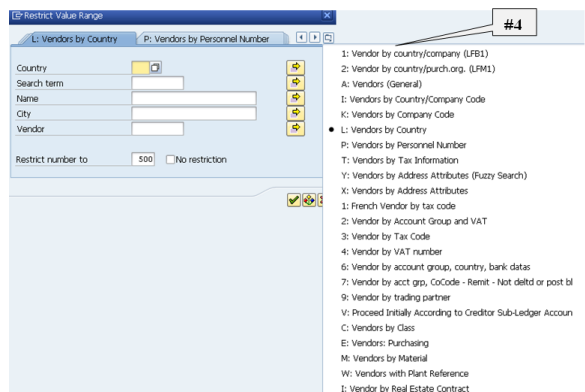 Restrict Value Range
L: Vendors by Country
P: Vendors by Personnel Number
Country
Search term
Name
City
Vendor
Restrict number to
500
No restriction
#4
1: Vendor by country/company (LFB1)
2: Vendor by country/purch.org. (LFM1)
A: Vendors (General)
I: Vendors by Country/Company Code
K: Vendors by Company Code
L: Vendors by Country
P: Vendors by Personnel Number
T: Vendors by Tax Information
Y: Vendors by Address Attributes (Fuzzy Search)
X: Vendors by Address Attributes
1: French Vendor by tax code
2: Vendor by Account Group and VAT
3: Vendor by Tax Code
4: Vendor by VAT number
6: Vendor by account group, country, bank datas
7: Vendor by acct grp, CoCode - Remit - Not deltd or post bl
9: Vendor by trading partner
V: Proceed Initially According to Creditor Sub-Ledger Accoun
C: Vendors by Class
E: Vendors: Purchasing
M: Vendors by Material
W: Vendors with Plant Reference
I: Vendor by Real Estate Contract